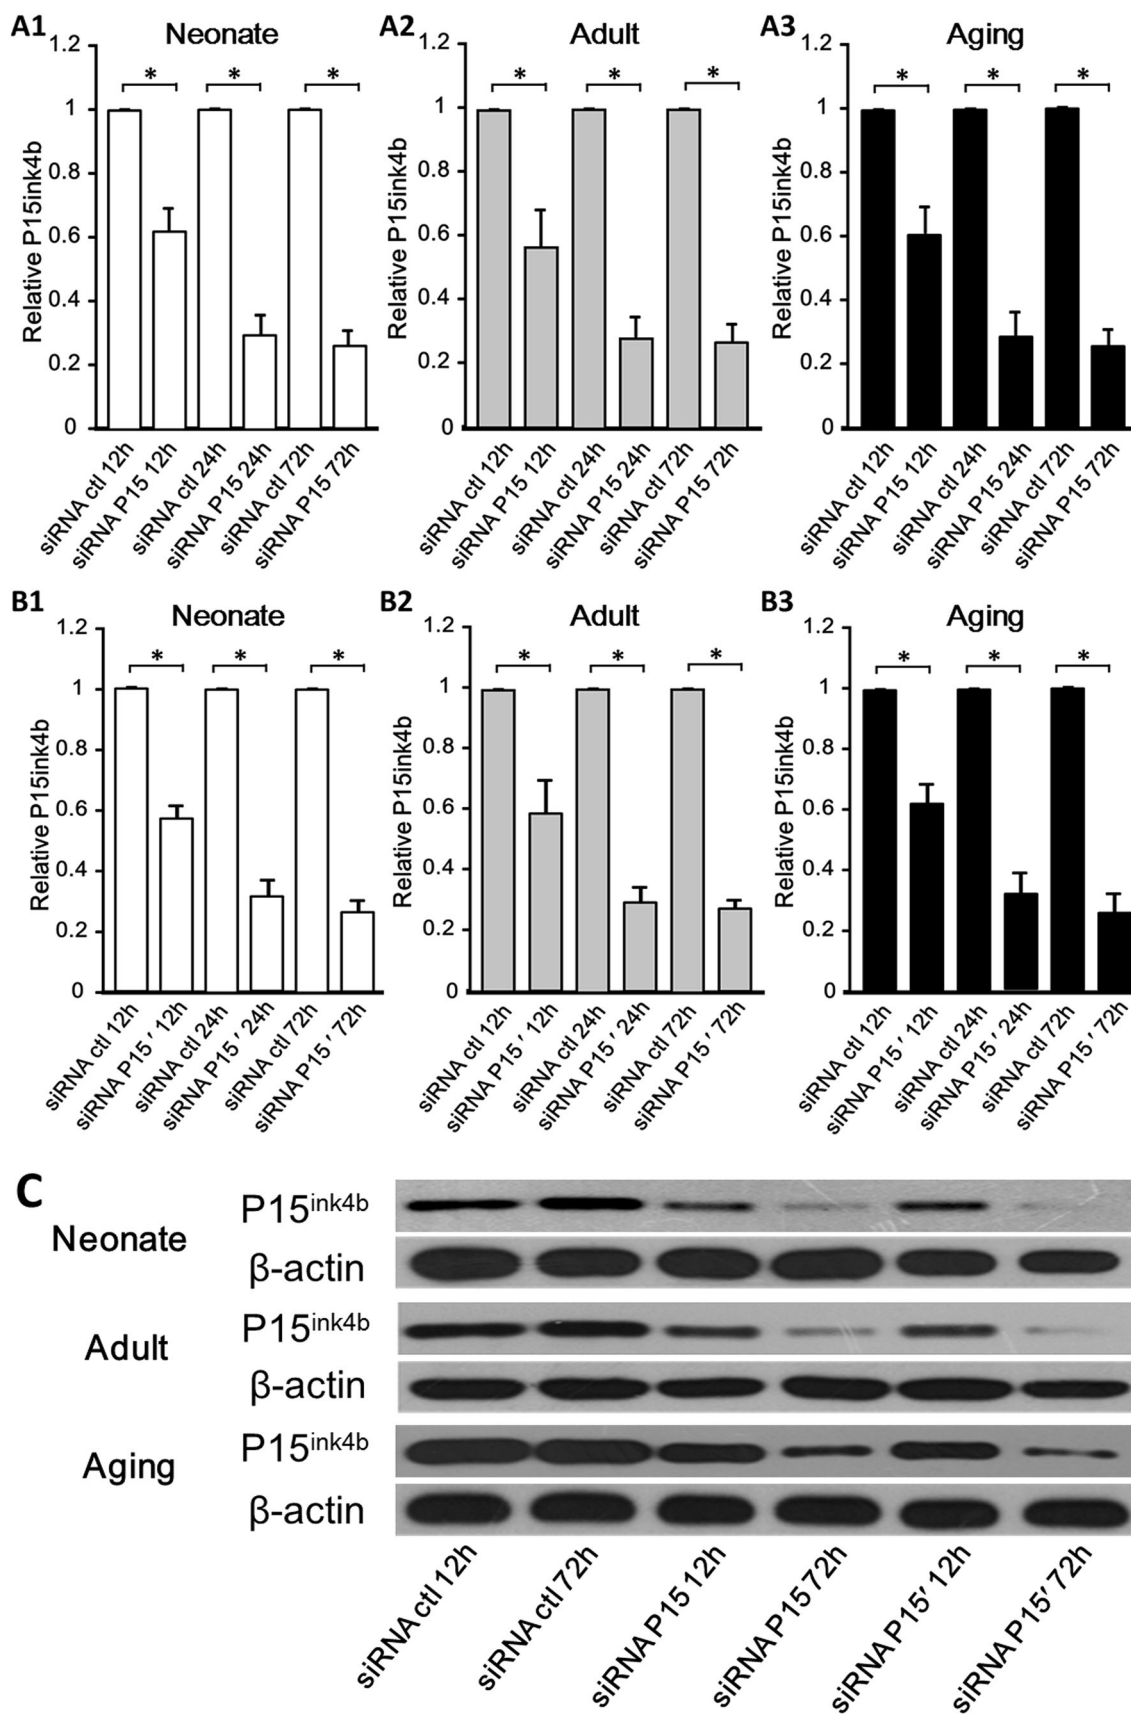 A1
Neonate
Relative P15ink4b
1.2
1
0.8
0.6
0.4
0.2
0
*
*
*
siRNA ctl 12h
siRNA P15 12h
siRNA ctl 24h
siRNA P15 24h
siRNA ctl 72h
siRNA P15 72h
A2
Adult
Relative P15ink4b
1.2
1
0.8
0.6
0.4
0.2
0
*
*
*
siRNA ctl 12h
siRNA P15 12h
siRNA ctl 24h
siRNA P15 24h
siRNA ctl 72h
siRNA P15 72h
A3
Aging
Relative P15ink4b
1.2
1
0.8
0.6
0.4
0.2
0
*
*
*
siRNA ctl 12h
siRNA P15 12h
siRNA ctl 24h
siRNA P15 24h
siRNA ctl 72h
siRNA P15 72h
B1
Neonate
Relative P15ink4b
1.2
1
0.8
0.6
0.4
0.2
0
*
*
*
siRNA ctl 12h
siRNA P15′ 12h
siRNA ctl 24h
siRNA P15′ 24h
siRNA ctl 72h
siRNA P15′ 72h
B2
Adult
Relative P15ink4b
1.2
1
0.8
0.6
0.4
0.2
0
*
*
*
siRNA ctl 12h
siRNA P15′ 12h
siRNA ctl 24h
siRNA P15′ 24h
siRNA ctl 72h
siRNA P15′ 72h
B3
Aging
Relative P15ink4b
1.2
1
0.8
0.6
0.4
0.2
0
*
*
*
siRNA ctl 12h
siRNA P15′ 12h
siRNA ctl 24h
siRNA P15′ 24h
siRNA ctl 72h
siRNA P15′ 72h
C
Neonate
P15ink4b
β-actin
Adult
P15ink4b
β-actin
Aging
P15ink4b
β-actin
siRNA ctl 12h
siRNA ctl 72h
siRNA P15 12h
siRNA P15 72h
siRNA P15′ 12h
siRNA P15′ 72h